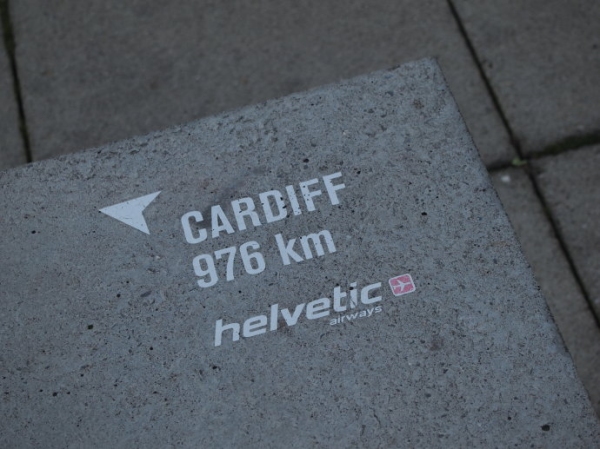 CARDIFF
976 km
helvetic
airways